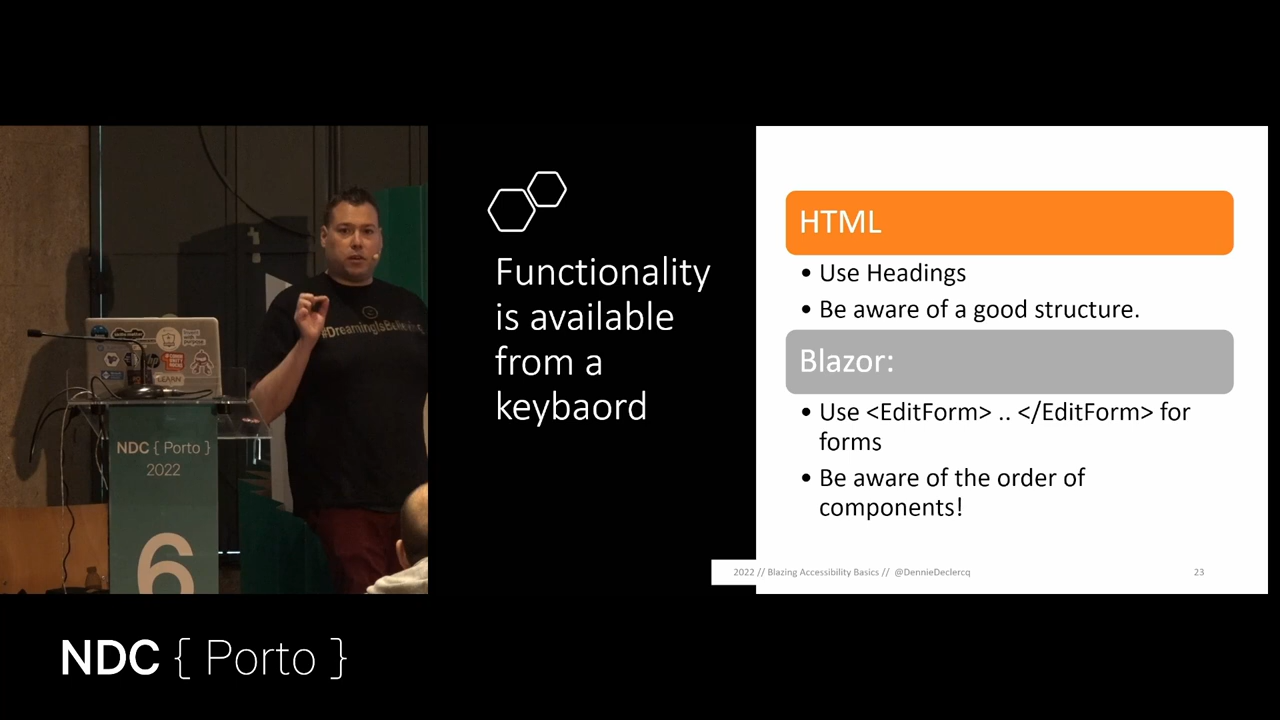 #DreamingIsBelieving
LEARN
NDC { Porto }
2022
6
Functionality
is available
from a
keybaord
HTML
• Use Headings
• Be aware of a good structure.
Blazor:
• Use <EditForm> .. </EditForm> for
forms
• Be aware of the order of
components!
2022 // Blazing Accessibility Basics // @DennieDeclercq
23
NDC { Porto }